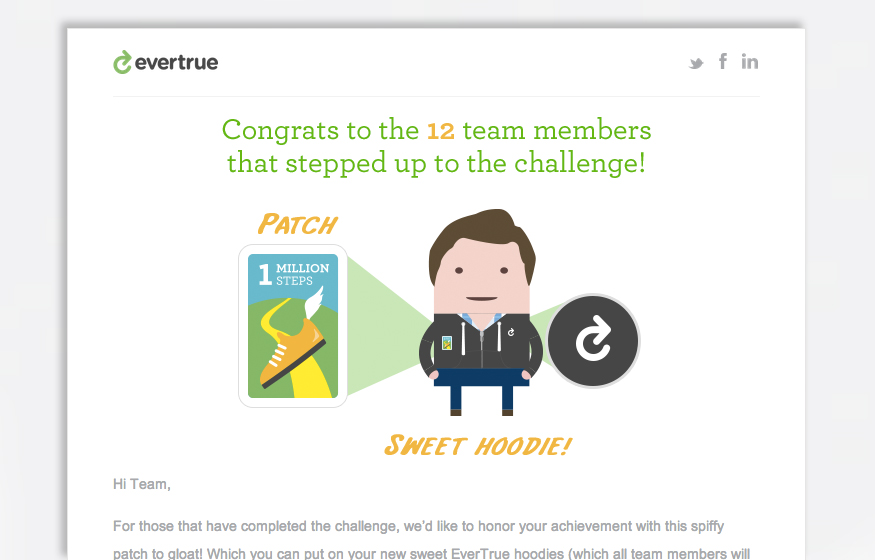 evertrue
Congrats to the 12 team members
that stepped up to the challenge!
PATCH
1 MILLION
STEPS
SWEET HOODIE!
Hi Team,
For those that have completed the challenge, we'd like to honor your achievement with this spiffy
patch to gloat! Which you can put on your new sweet EverTrue hoodies (which all team members will